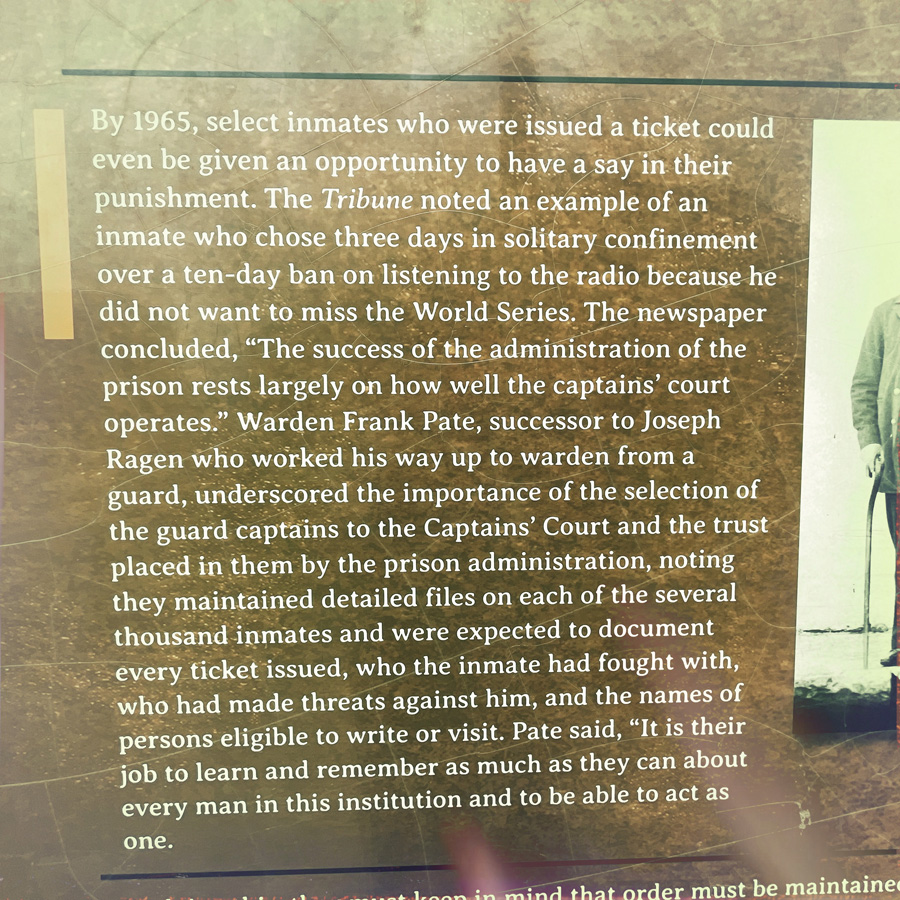 By 1965, select inmates who were issued a ticket could
even be given an opportunity to have a say in their
punishment. The Tribune noted an example of an
inmate who chose three days in solitary confinement
over a ten-day ban on listening to the radio because he
did not want to miss the World Series. The newspaper
concluded, “The success of the administration of the
prison rests largely on how well the captains’ court
operates.” Warden Frank Pate, successor to Joseph
Ragen who worked his way up to warden from a
guard, underscored the importance of the selection of
the guard captains to the Captains’ Court and the trust
placed in them by the prison administration, noting
they maintained detailed files on each of the several
thousand inmates and were expected to document
every ticket issued, who the inmate had fought with,
who had made threats against him, and the names of
persons eligible to write or visit. Pate said, “It is their
job to learn and remember as much as they can about
every man in this institution and to be able to act as
one.
must keep in mind that order must be maintained